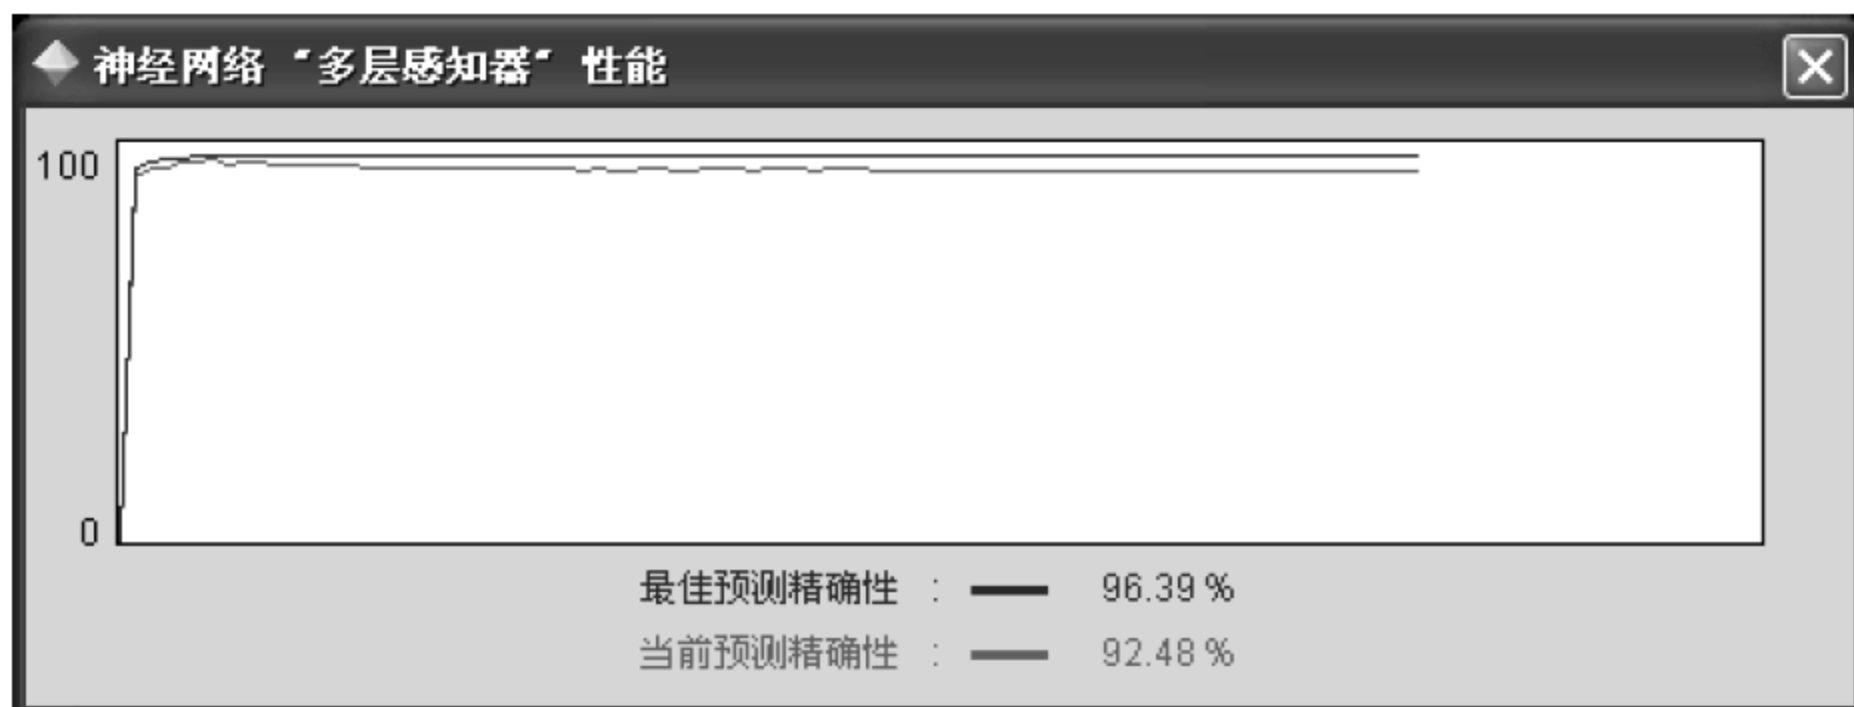 神经网络 "多层感知器" 性能
100
0
最佳预测精确性 : 96.39 %
当前预测精确性 : 92.48 %